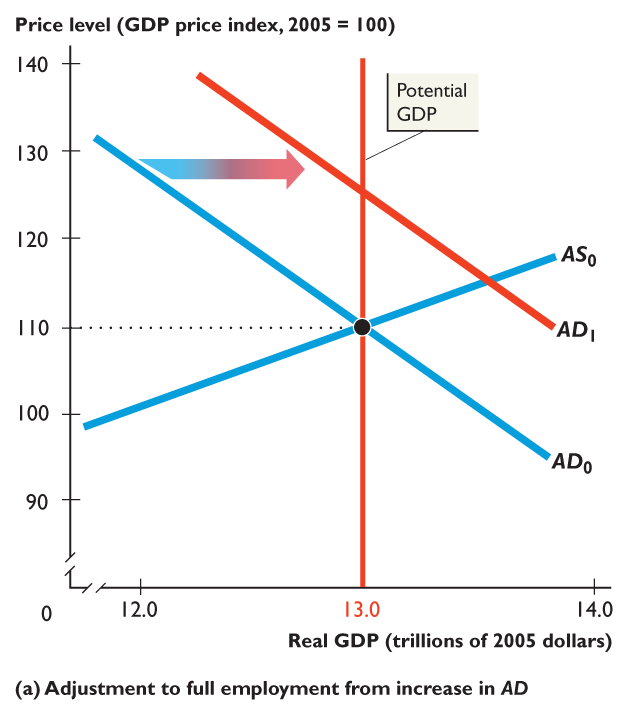 Price level (GDP price index, 2005 = 100)
140
Potential
GDP
130
120
AS0
110
AD1
100
AD0
90
0
12.0
13.0
14.0
Real GDP (trillions of 2005 dollars)
(a) Adjustment to full employment from increase in AD